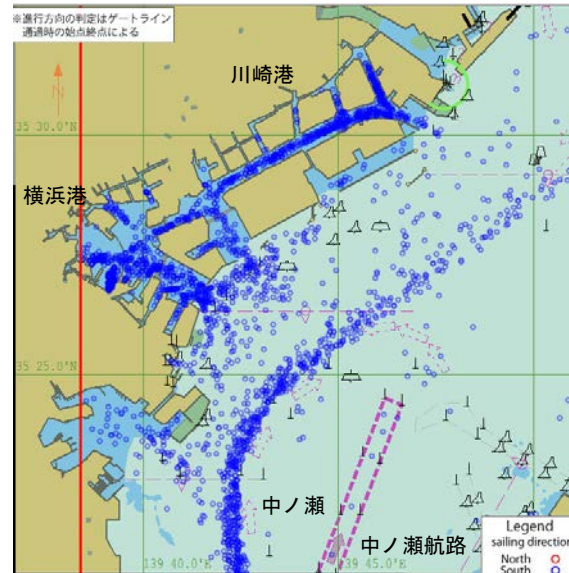 ※進行方向の判定はゲートライン
通過時の始点終点による
川崎港
N
35 30.0'N
横浜港
35 25.0'N
中ノ瀬
中ノ瀬航路
139 40.0'E
139 45.0'E
Legend
sailing direction
North
South